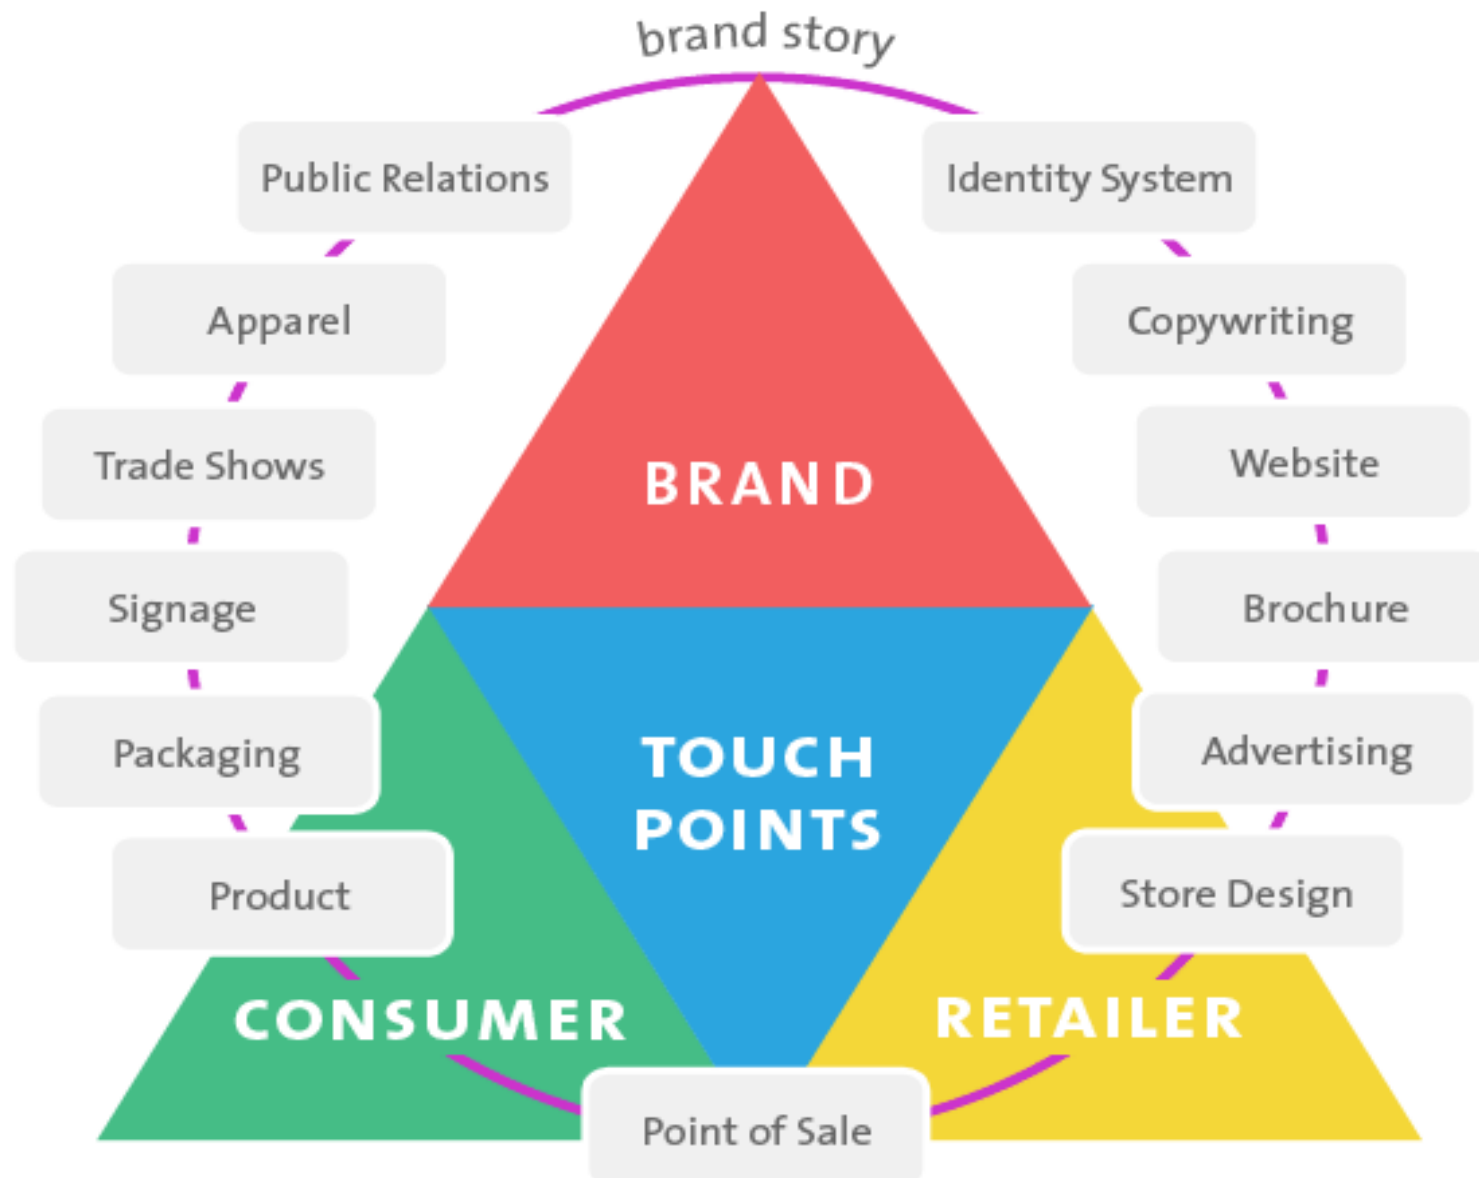 brand story
Public Relations
Identity System
Apparel
Copywriting
Trade Shows
Website
BRAND
Signage
Brochure
Packaging
TOUCH
POINTS
Advertising
Product
Store Design
CONSUMER
RETAILER
Point of Sale